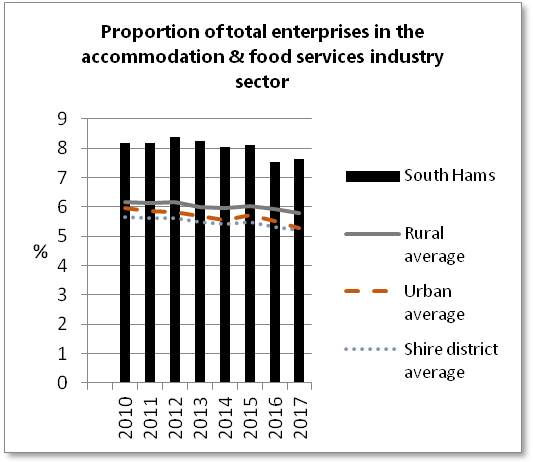 Proportion of total enterprises in the
accommodation & food services industry
sector
9
8
7
6
5
4
3
2
1
0
%
2010
2011
2012
2013
2014
2015
2016
2017
South Hams
Rural
average
Urban
average
Shire district
average